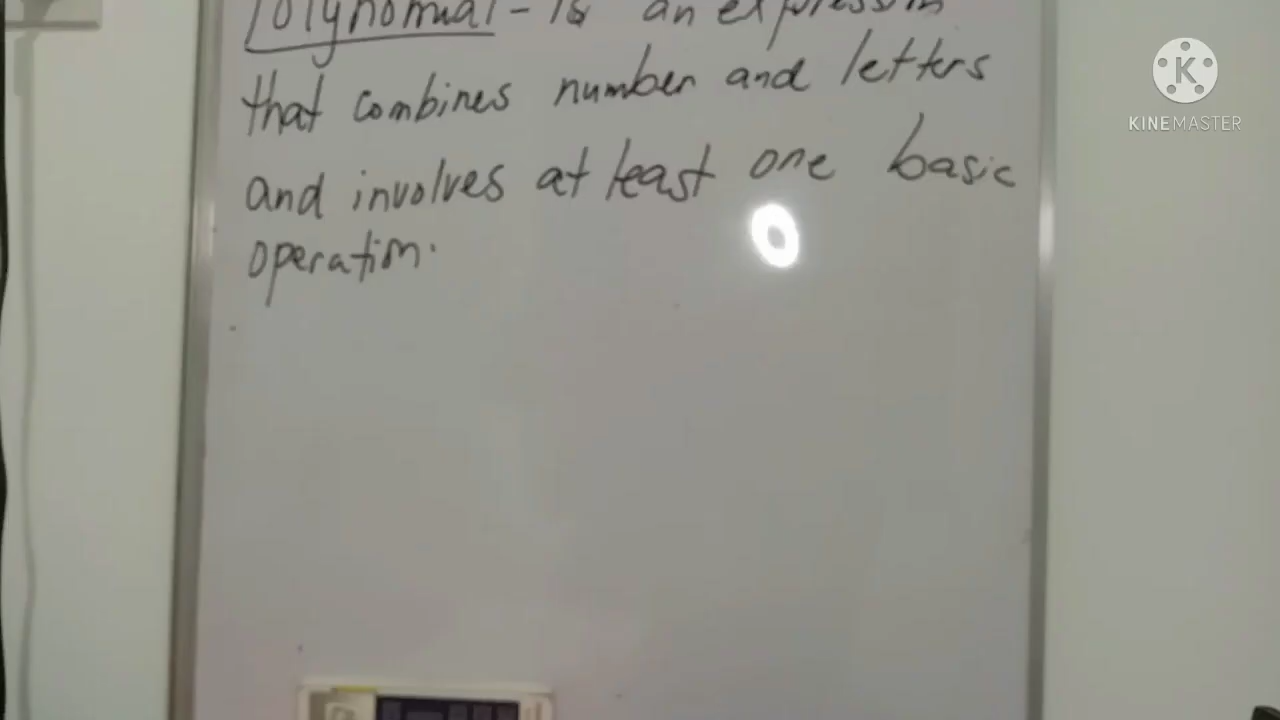 Polynomial - is an expression
that combines number and letters
and involves at least one basic
operation.
K
KINEMASTER